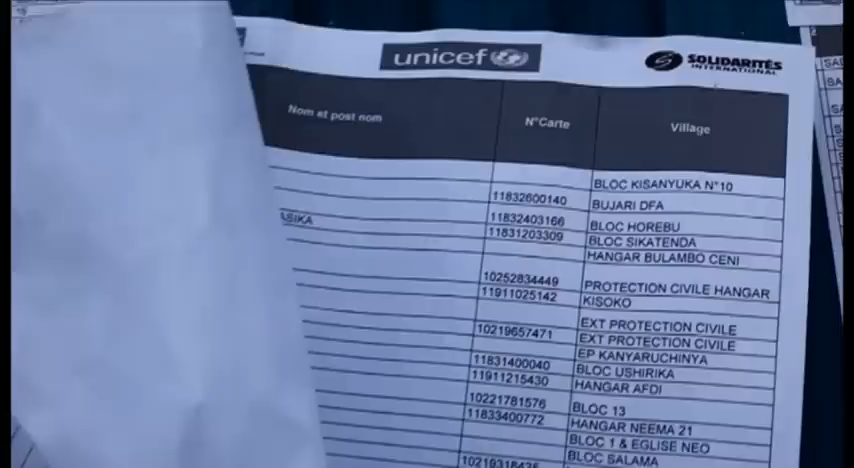 unicef
SOLIDARITÉS
INTERNATIONAL
Nom et post nom N°Carte Village
BLOC KISANYUKA N°10
11832600140 BUJARI DFA
ASIKA 11832403166 BLOC HOREBU
11831203309 BLOC SIKATENDA
HANGAR BULAMBO CENI
10252834449 PROTECTION CIVILE HANGAR
11911025142 KISOKO
EXT PROTECTION CIVILE
10219657471 EXT PROTECTION CIVILE
EP KANYARUCHINYA
11831400040 BLOC USHIRIKA
11911215430 HANGAR AFDI
10221781576 BLOC 13
11833400772 HANGAR NEEMA 21
BLOC 1 & EGLISE NEO
BLOC SALAMA